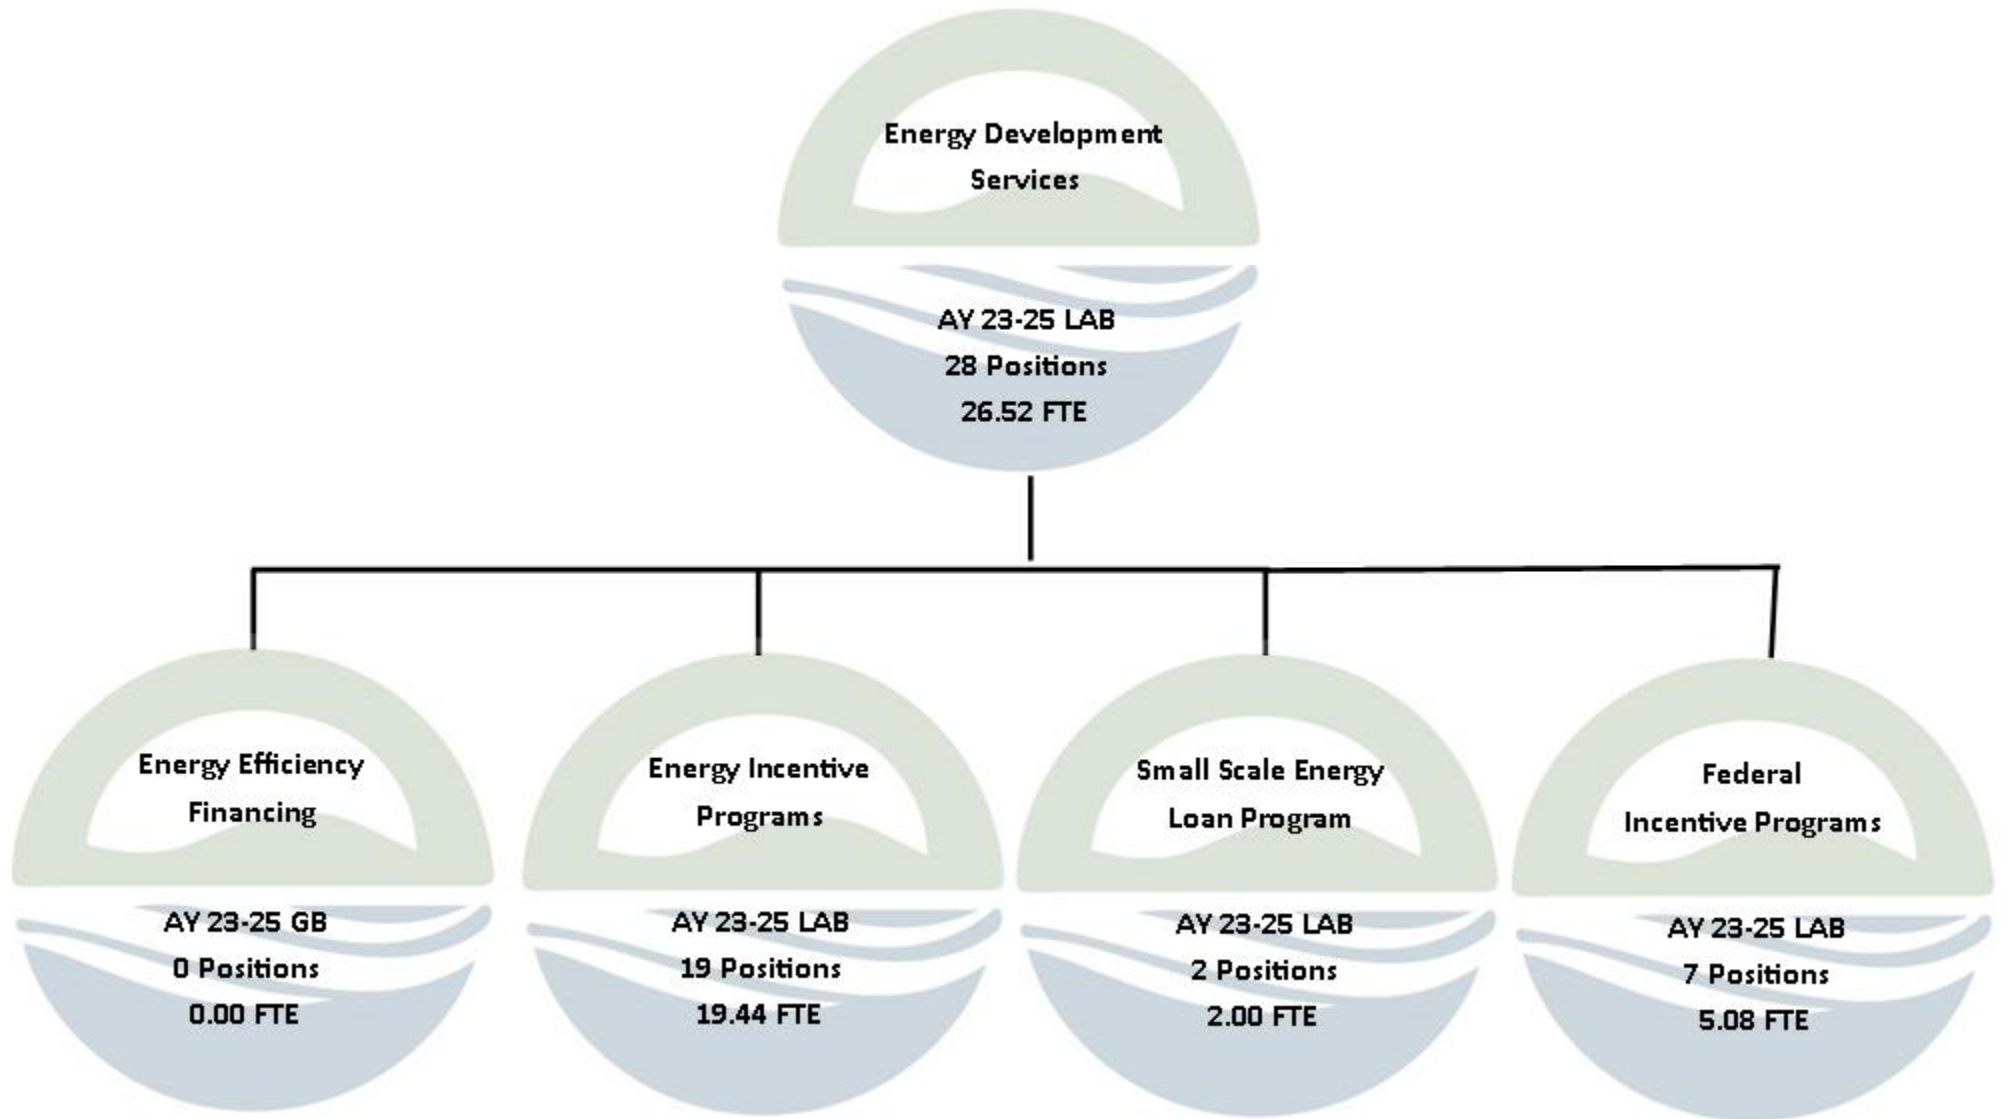 Energy Development
Services
AY 23-25 LAB
28 Positions
26.52 FTE
Energy Efficiency
Financing
AY 23-25 GB
0 Positions
0.00 FTE
Energy Incentive
Programs
AY 23-25 LAB
19 Positions
19.44 FTE
Small Scale Energy
Loan Program
AY 23-25 LAB
2 Positions
2.00 FTE
Federal
Incentive Programs
AY 23-25 LAB
7 Positions
5.08 FTE